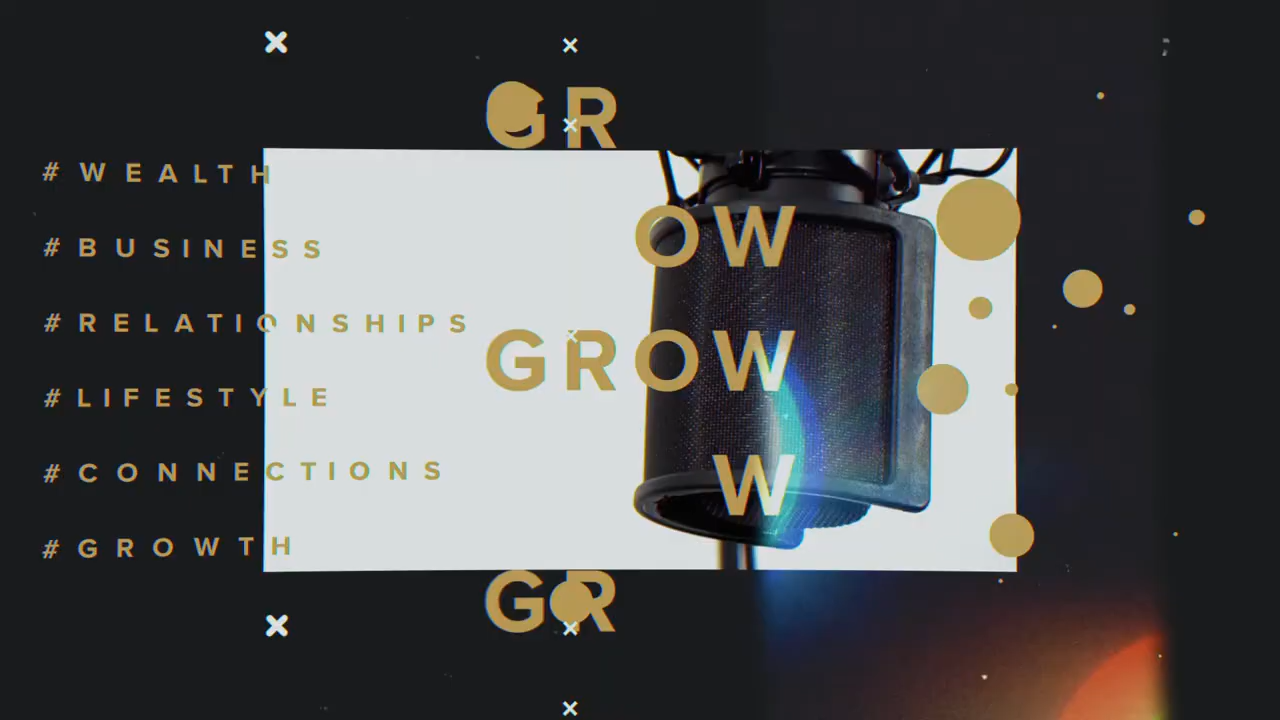 GR
#WEALTH
OW
#BUSINESS
#RELATIONSHIPS
GROW
#LIFESTYLE
#CONNECTIONS
W
#GROWTH
GR